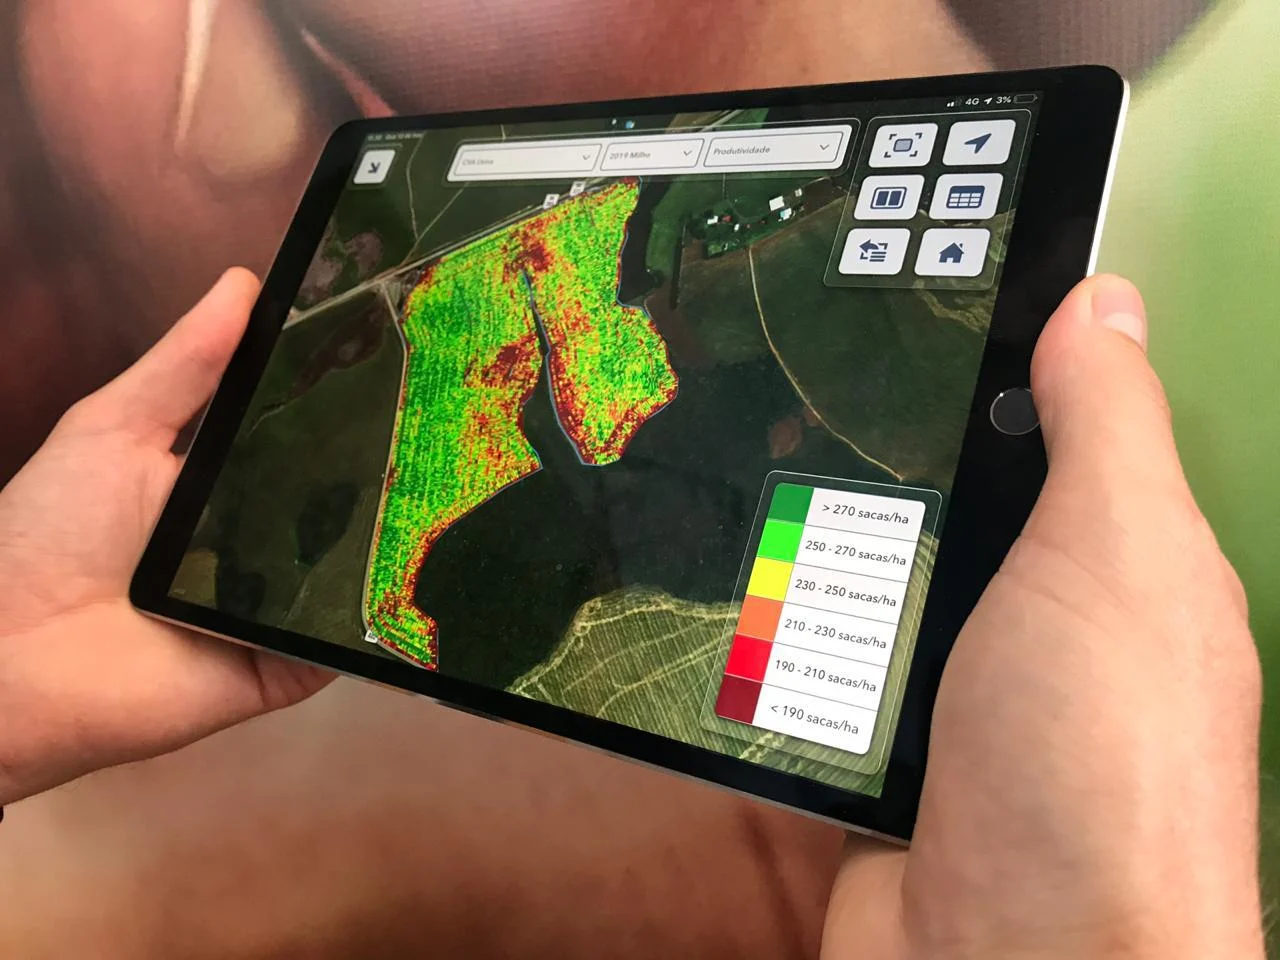 4G 3%
2019 Milho
Produtividade
> 270 sacas/ha
250 - 270 sacas/ha
230 - 250 sacas/ha
210 - 230 sacas/ha
190 - 210 sacas/ha
< 190 sacas/ha